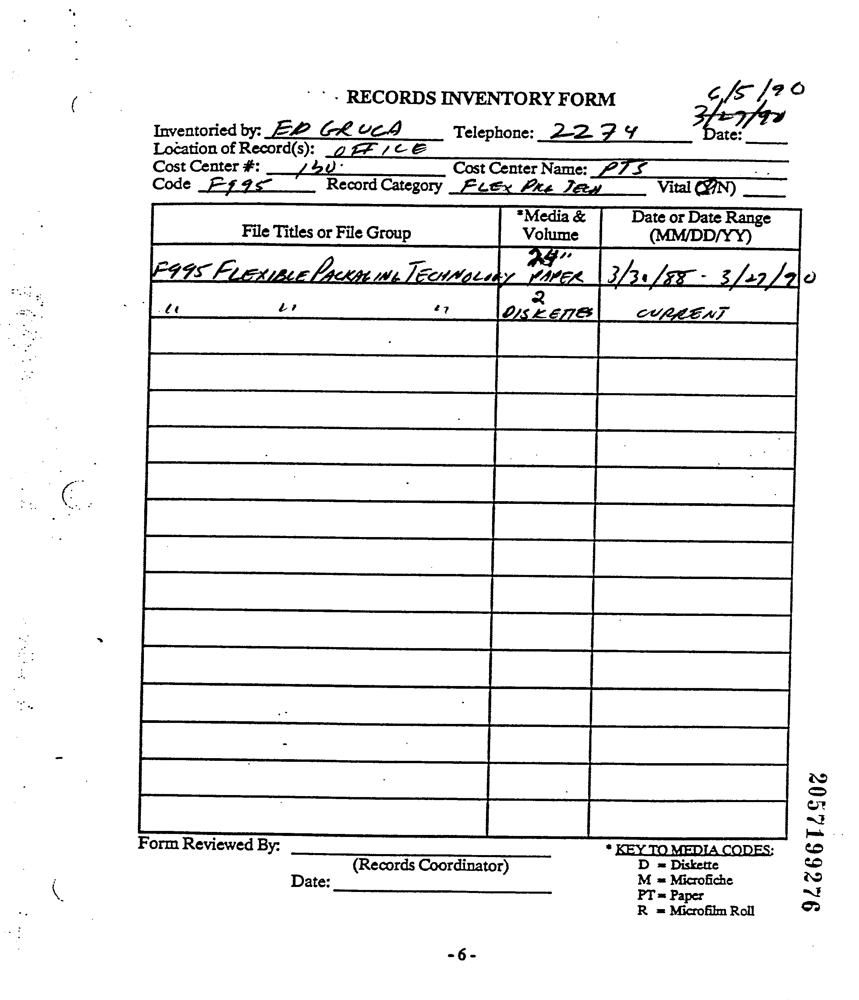 RECORDS INVENTORY FORM
6/5/90
3/27/90
Inventoried by: ED GRUCA Telephone: 2274 Date:
Location of Record(s): OFFICE
Cost Center #: 150 Cost Center Name: PTS
Code F995 Record Category FLEX PKG TECH Vital (Y/N)
File Titles or File Group *Media & Volume Date or Date Range (MM/DD/YY)
F995 FLEXIBLE PACKAGING TECHNOLOGY 24" PAPER 3/30/88 - 3/27/90
" " " 2 DISKETTES CURRENT
Form Reviewed By:
(Records Coordinator)
Date:
* KEY TO MEDIA CODES:
D = Diskette
M = Microfiche
PT = Paper
R = Microfilm Roll
2057199276
- 6 -